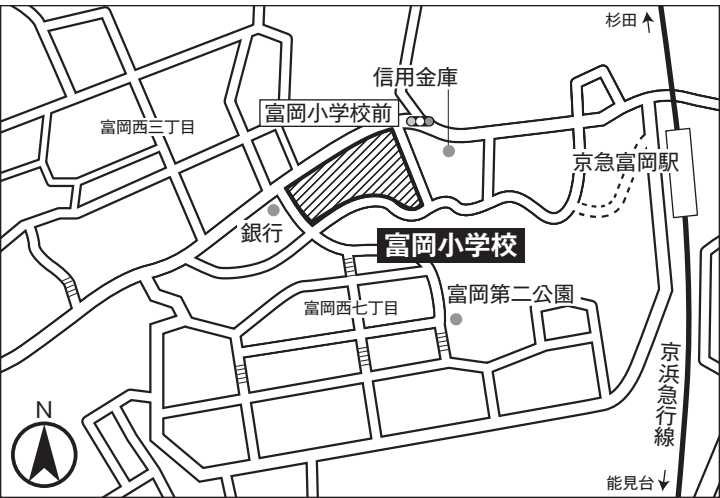 杉田
信用金庫
富岡小学校前
富岡西三丁目
京急富岡駅
銀行
富岡小学校
富岡第二公園
富岡西七丁目
京浜急行線
N
能見台